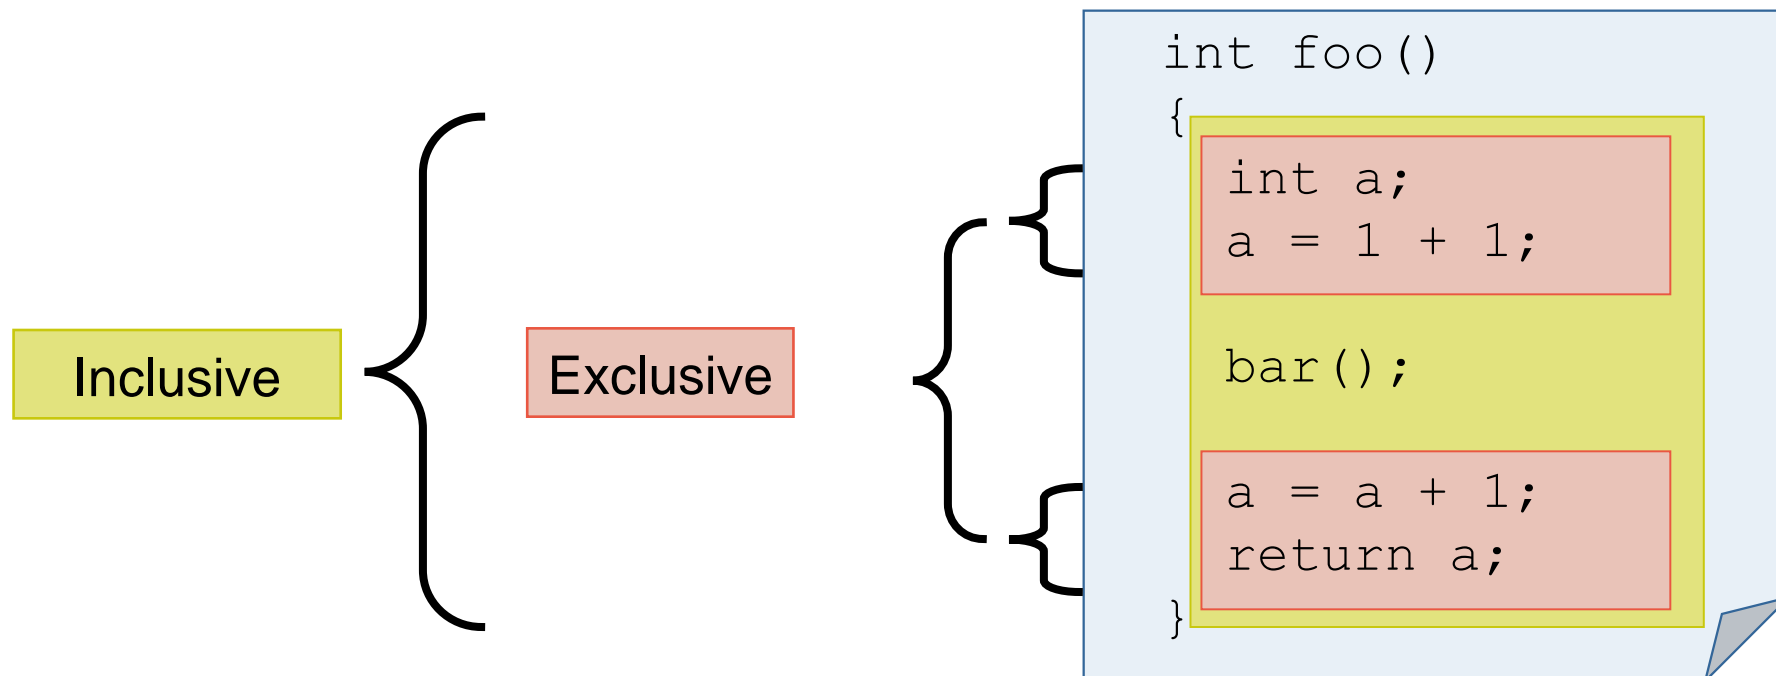 int foo()
{
int a;
a = 1 + 1;
Inclusive
Exclusive
bar();
a = a + 1;
return a;
}